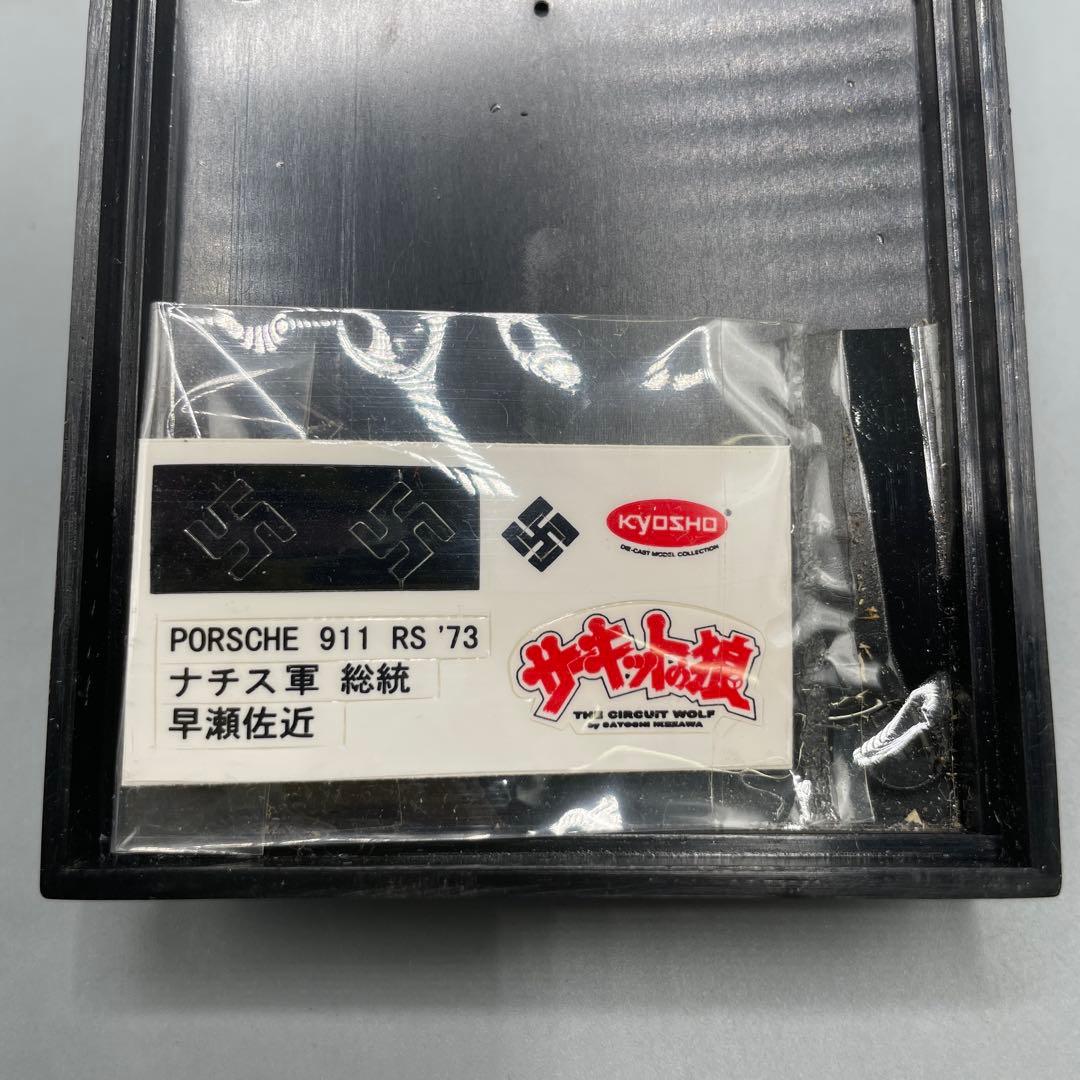 KYOSHO
DIE-CAST MODEL COLLECTION
PORSCHE 911 RS '73
ナチス軍 総統
早瀬佐近
サーキットの狼
THE CIRCUIT WOLF
by SATOSHI IKEZAWA